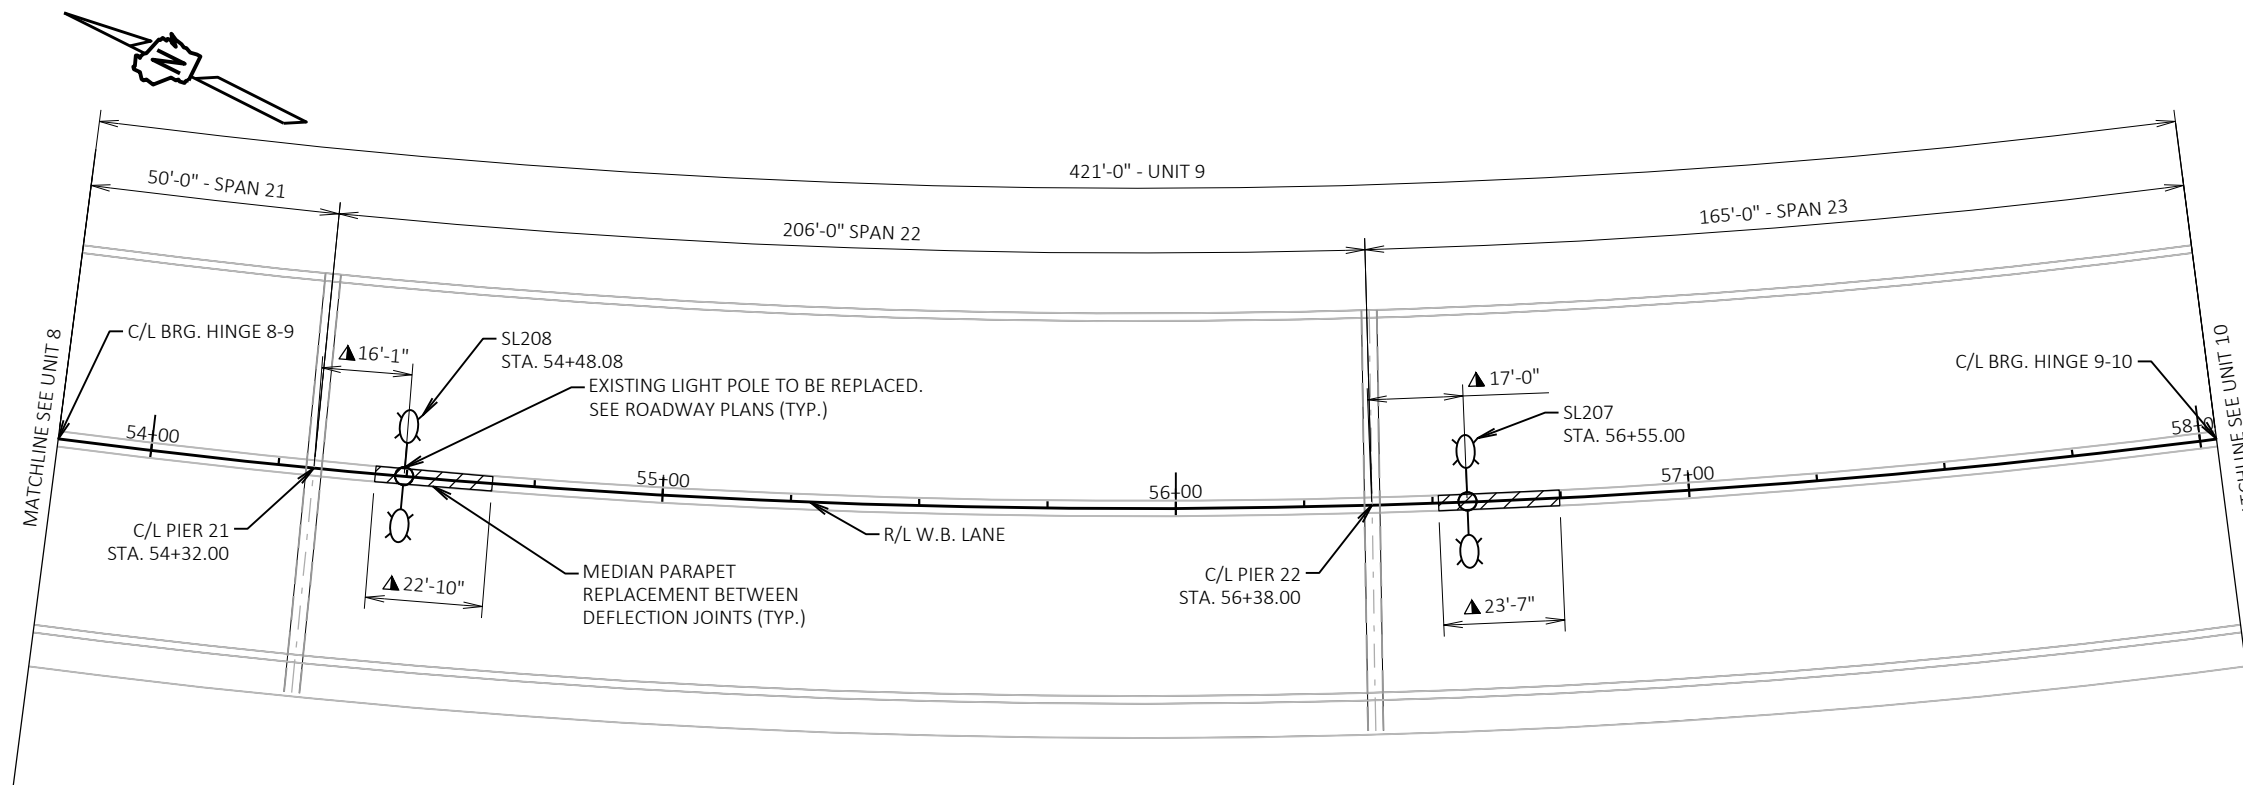 N
421'-0" - UNIT 9
50'-0" - SPAN 21
206'-0" SPAN 22
165'-0" - SPAN 23
MATCHLINE SEE UNIT 8
C/L BRG. HINGE 8-9
16'-1"
SL208
STA. 54+48.08
EXISTING LIGHT POLE TO BE REPLACED.
SEE ROADWAY PLANS (TYP.)
17'-0"
SL207
STA. 56+55.00
C/L BRG. HINGE 9-10
54+00
55+00
56+00
57+00
58+0
C/L PIER 21
STA. 54+32.00
22'-10"
MEDIAN PARAPET
REPLACEMENT BETWEEN
DEFLECTION JOINTS (TYP.)
R/L W.B. LANE
C/L PIER 22
STA. 56+38.00
23'-7"
TCHLINE SEE UNIT 10